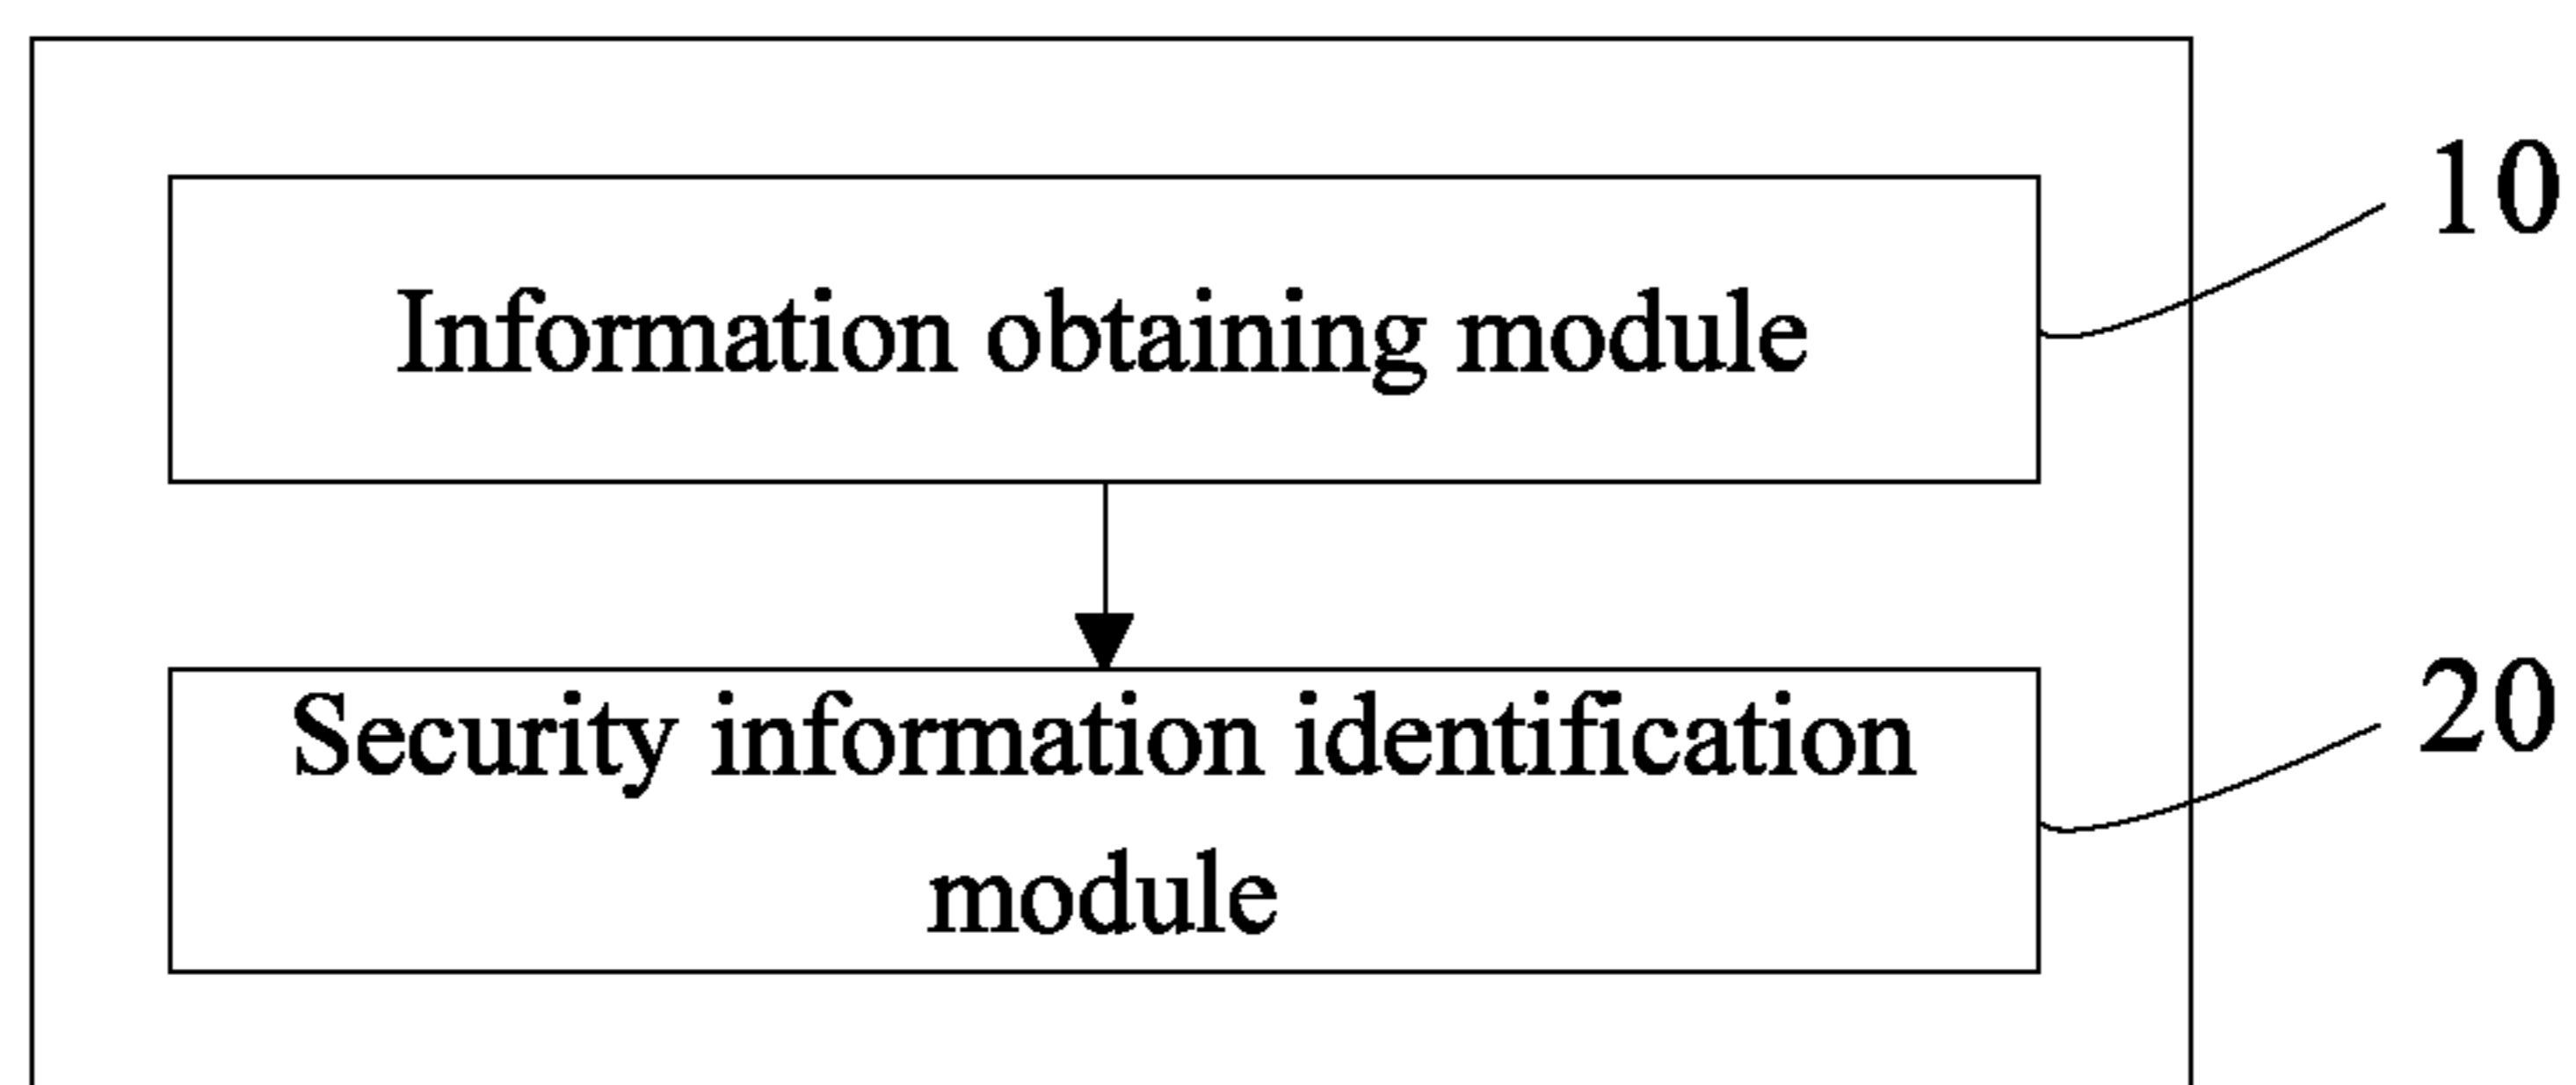 10
Information obtaining module
20
Security information identification
module